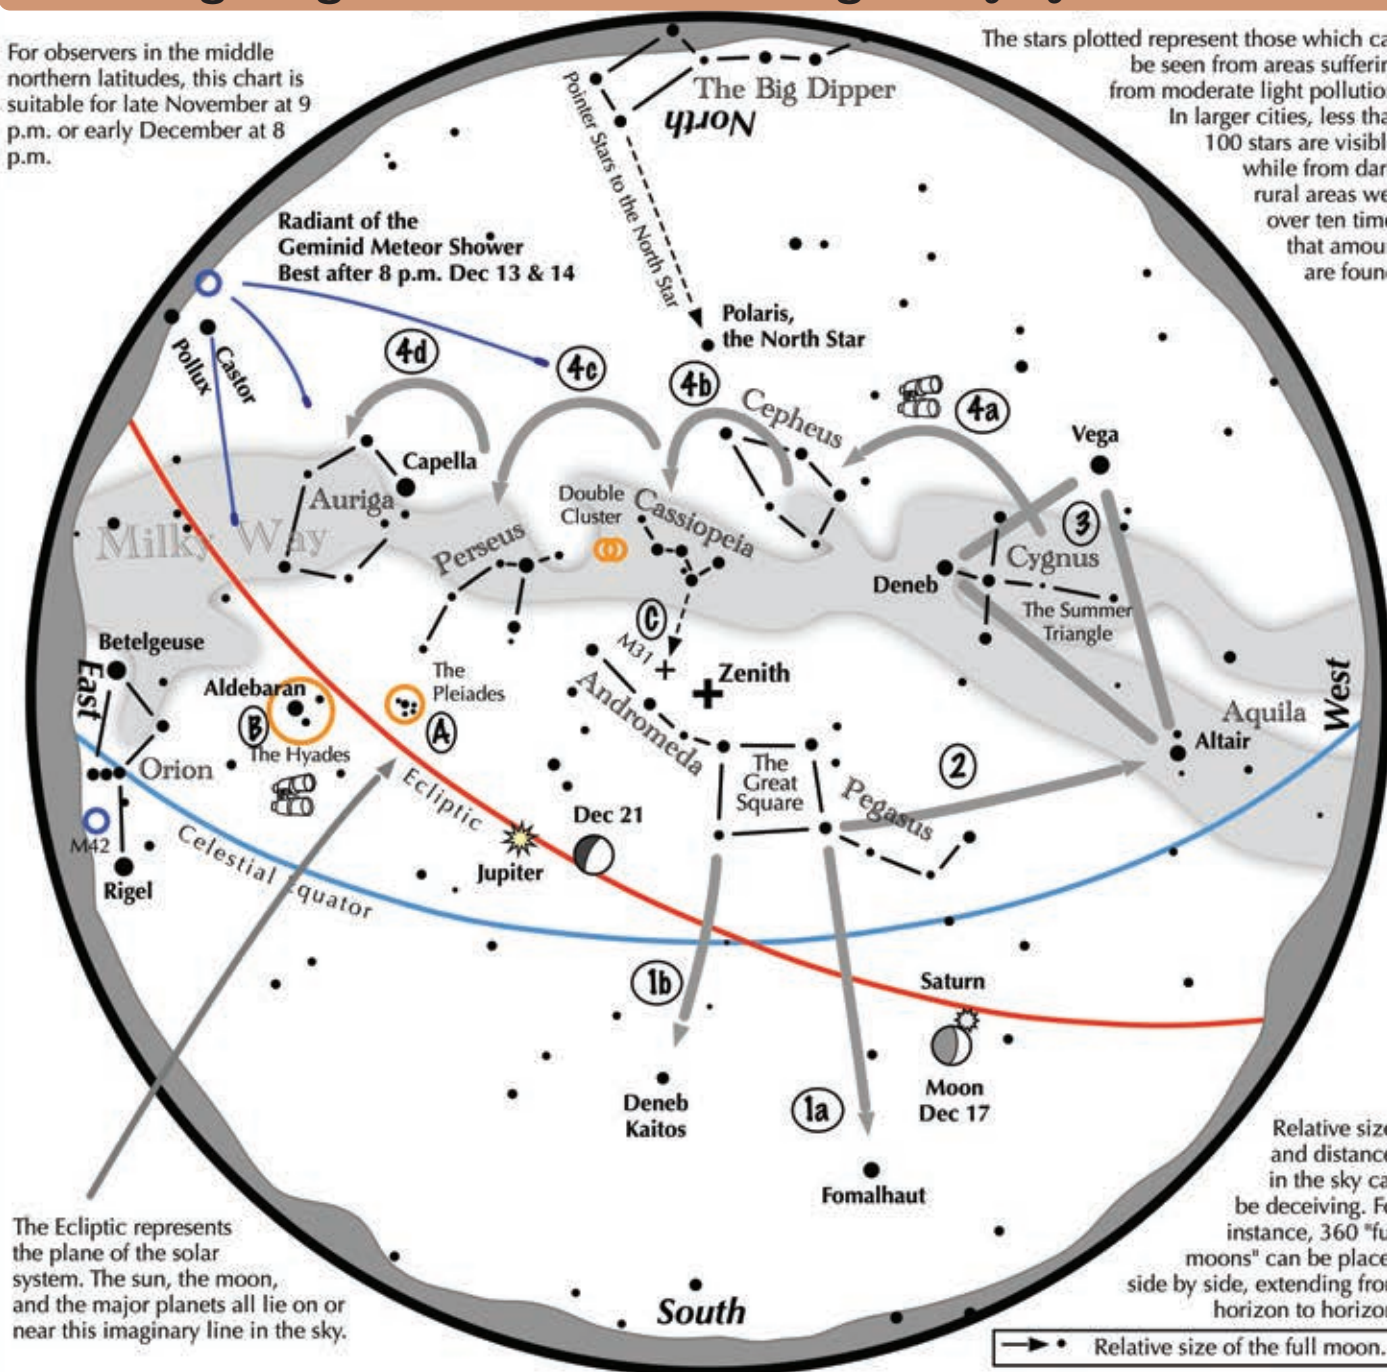 For observers in the middle
northern latitudes, this chart is
suitable for late November at 9
p.m. or early December at 8
p.m.
The stars plotted represent those which ca
be seen from areas sufferin
from moderate light pollution
In larger cities, less tha
100 stars are visibl
while from dar
rural areas we
over ten time
that amou
are foun
The Big Dipper
North
Pointer Stars to the North Star
Radiant of the
Geminid Meteor Shower
Best after 8 p.m. Dec 13 & 14
Polaris,
the North Star
Pollux
Castor
4d
4c
4b
4a
Cepheus
Vega
Capella
Auriga
Milky Way
Perseus
Double
Cluster
Cassiopeia
3
Cygnus
Deneb
The Summer
Triangle
C
M31
Zenith
Betelgeuse
East
Aldebaran
B
The Hyades
The
Pleiades
A
Andromeda
The
Great
Square
Pegasus
2
Aquila
Altair
West
Orion
M42
Rigel
Celestial Equator
Ecliptic
Jupiter
Dec 21
1b
Saturn
Moon
Dec 17
Deneb
Kaitos
1a
Fomalhaut
South
The Ecliptic represents
the plane of the solar
system. The sun, the moon,
and the major planets all lie on or
near this imaginary line in the sky.
Relative size
and distance
in the sky ca
be deceiving. Fo
instance, 360 "fu
moons" can be place
side by side, extending from
horizon to horizon
Relative size of the full moon.